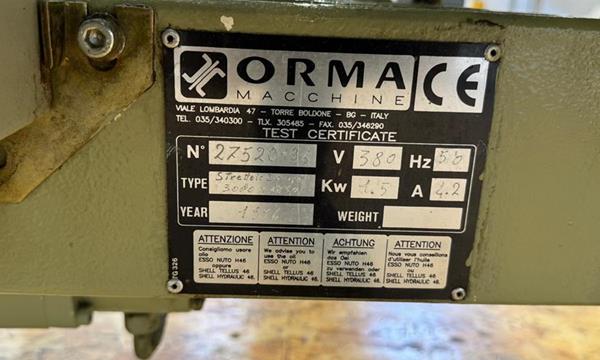 ORMA
MACCHINE
CE
VIALE LOMBARDIA 47 - TORRE BOLDONE - BG - ITALY
TEL. 035/340300 - TLX. 305485 - FAX. 035/346290
TEST CERTIFICATE
N° V 380 Hz 50
TYPE Kw 1.5 A 4.2
YEAR WEIGHT
ATTENZIONE
Consigliamo usare
olio
ESSO NUTO H46
oppure
SHELL TELLUS 46
SHELL HYDRAULIC 46.
ATTENTION
We advise you to
use the oil
ESSO NUTO H46
or
SHELL TELLUS 46
SHELL HYDRAULIC 46.
ACHTUNG
Wir empfehlen
das Oel
ESSO NUTO H46
zu verwenden oder
SHELL TELLUS 46
SHELL HYDRAULIC 46.
ATTENTION
Nous vous conseillons
d'utiliser l'huile
ESSO NUTO H46
ou
SHELL TELLUS 46
SHELL HYDRAULIC 46.